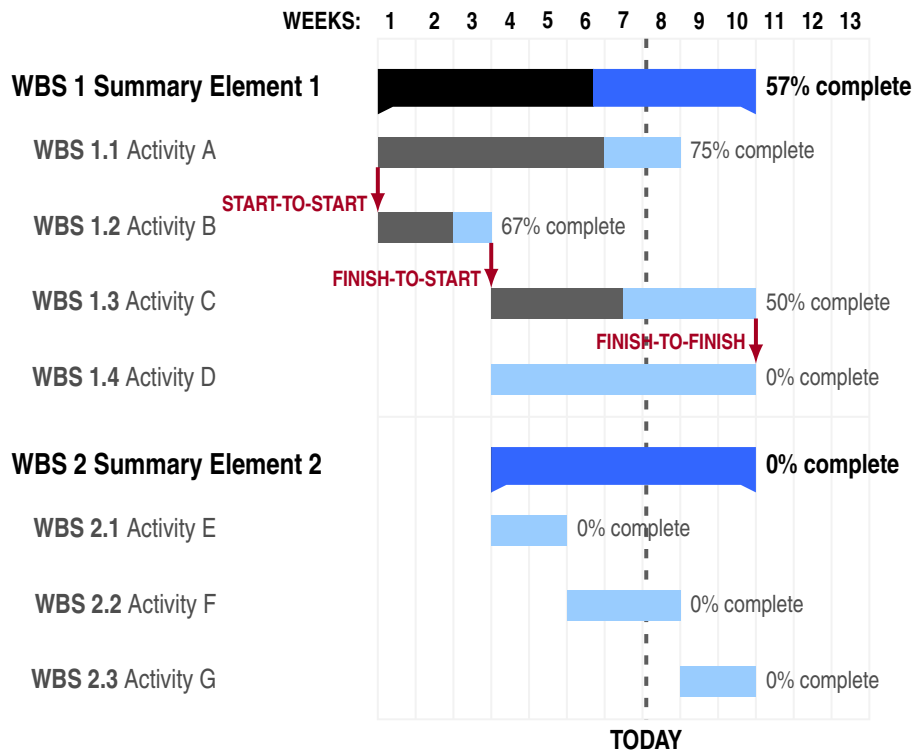 WEEKS: 1 2 3 4 5 6 7 8 9 10 11 12 13
WBS 1 Summary Element 1 57% complete
WBS 1.1 Activity A 75% complete
START-TO-START
WBS 1.2 Activity B 67% complete
FINISH-TO-START
WBS 1.3 Activity C 50% complete
FINISH-TO-FINISH
WBS 1.4 Activity D 0% complete
WBS 2 Summary Element 2 0% complete
WBS 2.1 Activity E 0% complete
WBS 2.2 Activity F 0% complete
WBS 2.3 Activity G 0% complete
TODAY